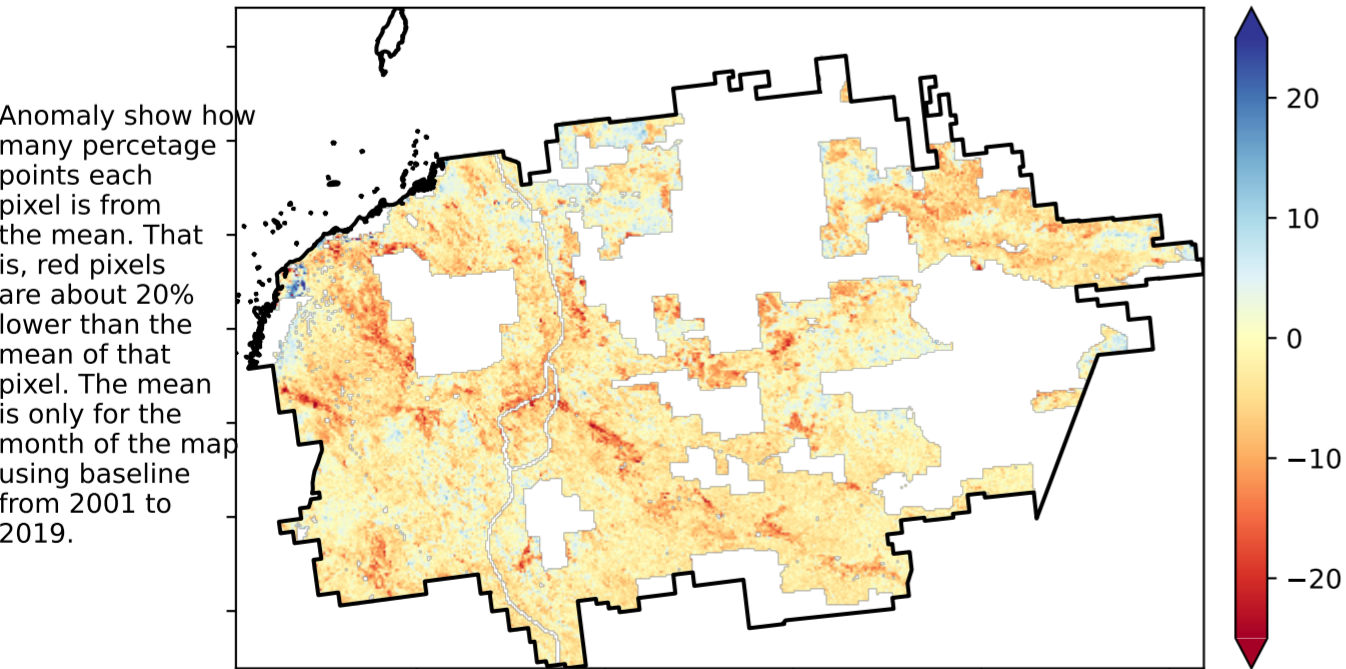 Anomaly show how
many percetage
points each
pixel is from
the mean. That
is, red pixels
are about 20%
lower than the
mean of that
pixel. The mean
is only for the
month of the map
using baseline
from 2001 to
2019.
20
10
0
−10
−20